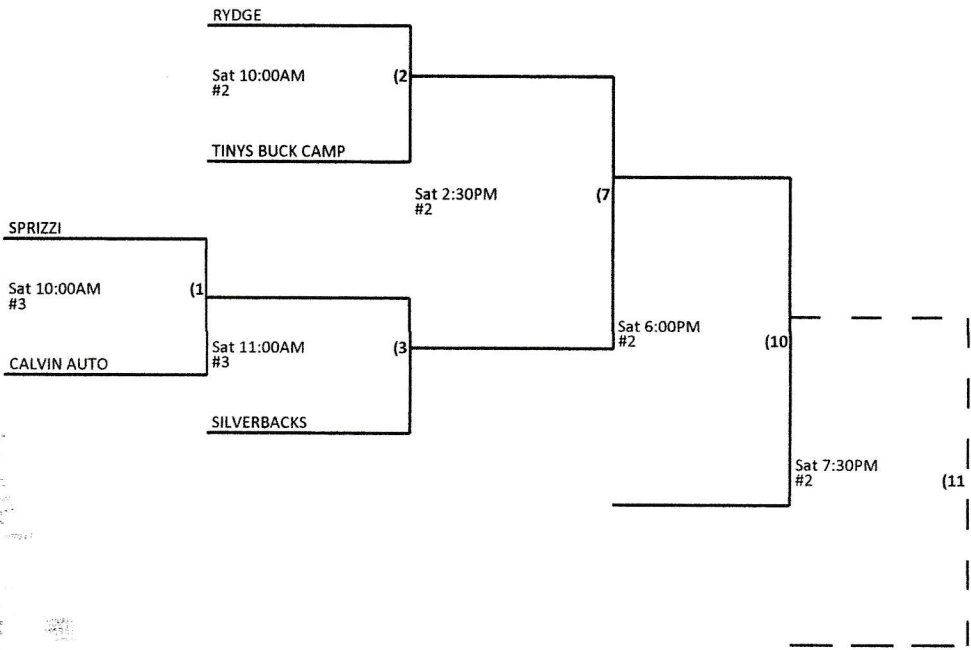 RYDGE
Sat 10:00AM
(2
#2
TINYS BUCK CAMP
Sat 2:30PM
(7
#2
SPRIZZI
Sat 10:00AM
(1
#3
Sat 6:00PM
#2
(10
Sat 11:00AM
(3
#3
CALVIN AUTO
SILVERBACKS
Sat 7:30PM
#2
(11